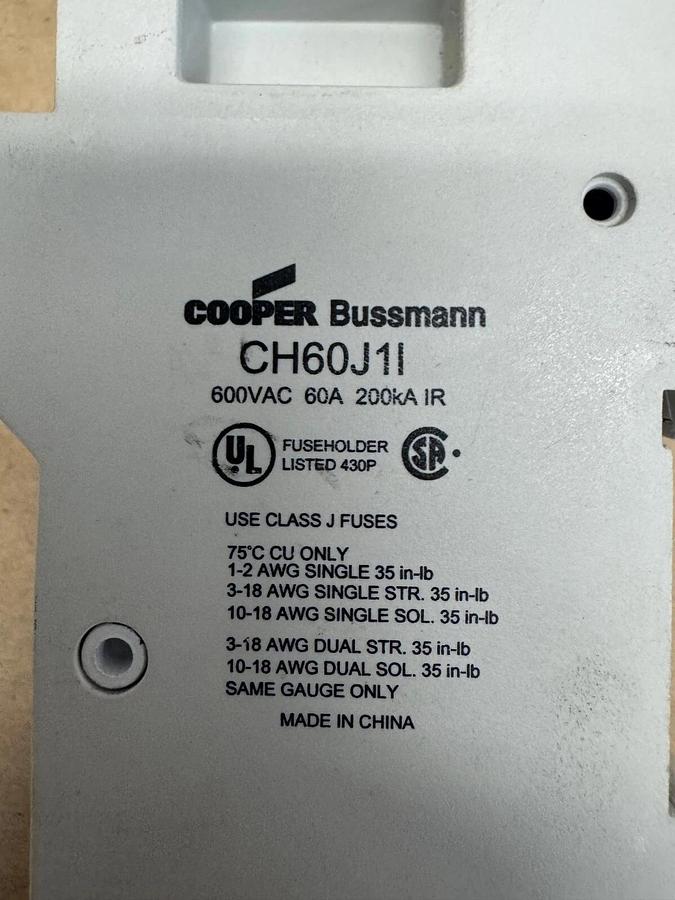 COOPER Bussmann
CH60J1I
600VAC 60A 200kA IR
UL FUSEHOLDER SA
LISTED 430P
USE CLASS J FUSES
75°C CU ONLY
1-2 AWG SINGLE 35 in-lb
3-18 AWG SINGLE STR. 35 in-lb
10-18 AWG SINGLE SOL. 35 in-lb
3-18 AWG DUAL STR. 35 in-lb
10-18 AWG DUAL SOL. 35 in-lb
SAME GAUGE ONLY
MADE IN CHINA